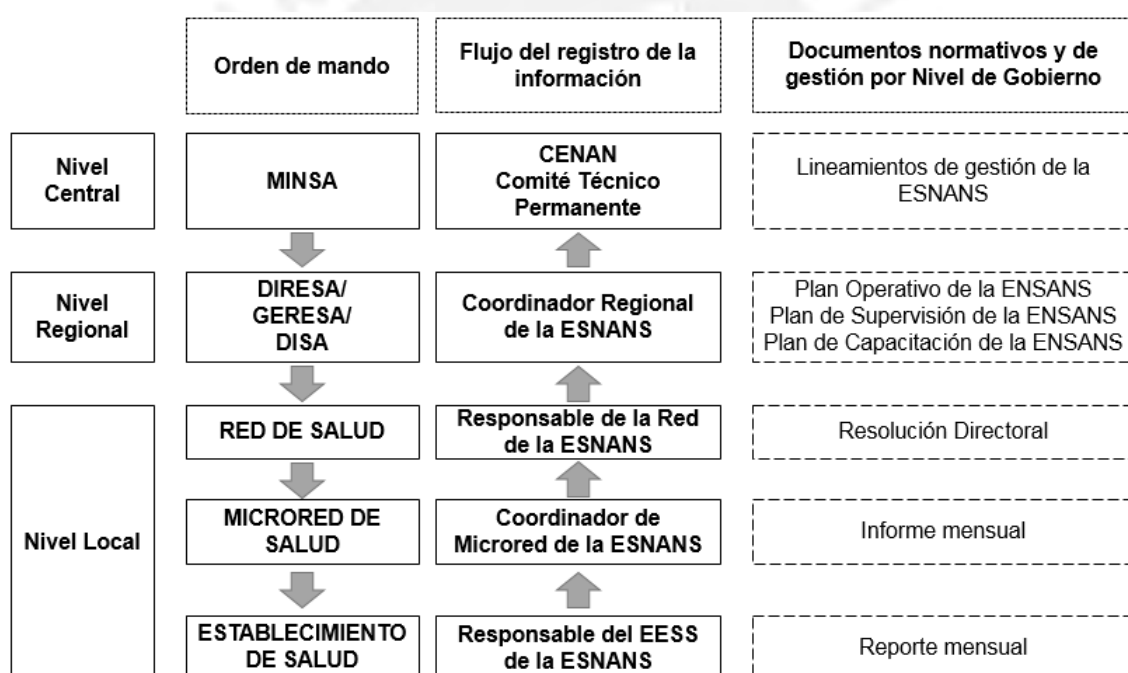 Orden de mando
Flujo del registro de la
información
Documentos normativos y de
gestión por Nivel de Gobierno
Nivel
Central
MINSA
CENAN
Comité Técnico
Permanente
Lineamientos de gestión de la
ESNANS
Nivel
Regional
DIRESA/
GERESA/
DISA
Coordinador Regional
de la ESNANS
Plan Operativo de la ENSANS
Plan de Supervisión de la ENSANS
Plan de Capacitación de la ENSANS
Nivel Local
RED DE SALUD
Responsable de la Red
de la ESNANS
Resolución Directoral
MICRORED DE
SALUD
Coordinador de
Microred de la ESNANS
Informe mensual
ESTABLECIMIENTO
DE SALUD
Responsable del EESS
de la ESNANS
Reporte mensual